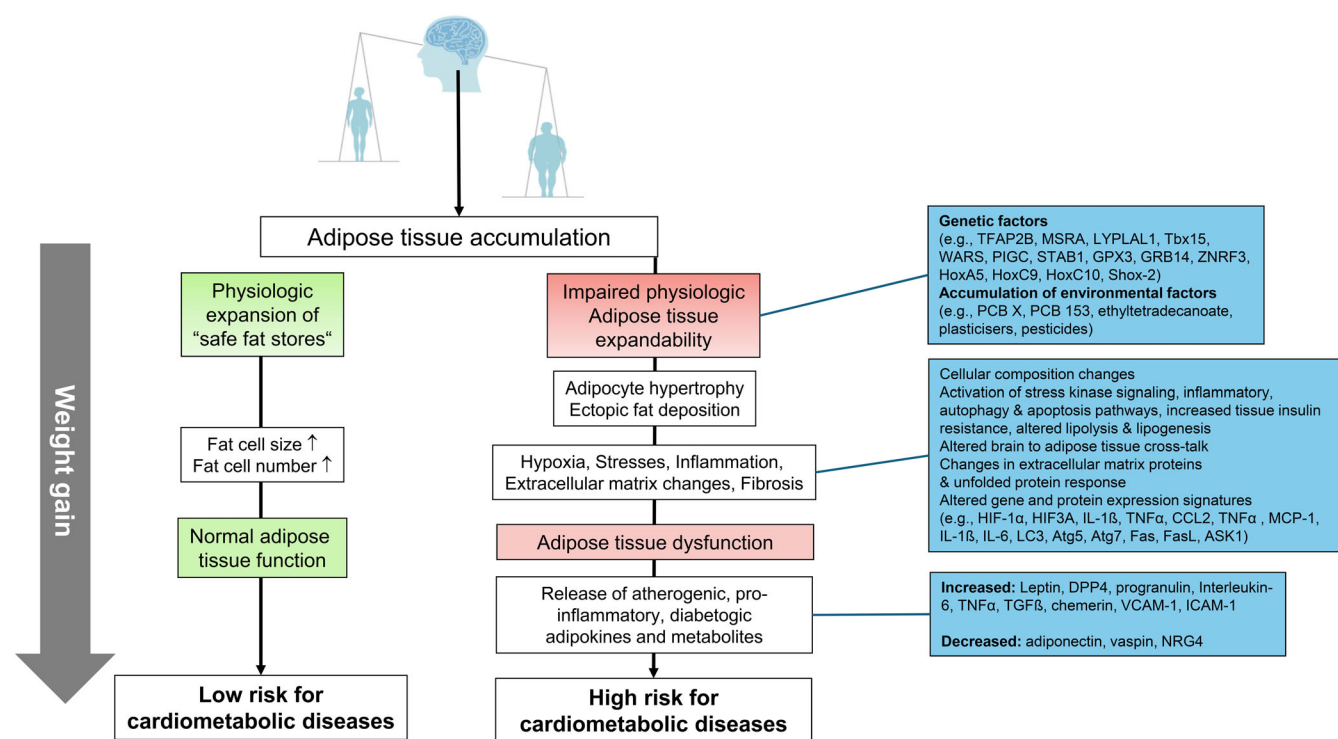 Adipose tissue accumulation
Weight gain
Physiologic
expansion of
“safe fat stores“
Fat cell size ↑
Fat cell number ↑
Normal adipose
tissue function
Low risk for
cardiometabolic diseases
Impaired physiologic
Adipose tissue
expandability
Adipocyte hypertrophy
Ectopic fat deposition
Hypoxia, Stresses, Inflammation,
Extracellular matrix changes, Fibrosis
Adipose tissue dysfunction
Release of atherogenic, pro-
inflammatory, diabetogic
adipokines and metabolites
High risk for
cardiometabolic diseases
Genetic factors
(e.g., TFAP2B, MSRA, LYPLAL1, Tbx15,
WARS, PIGC, STAB1, GPX3, GRB14, ZNRF3,
HoxA5, HoxC9, HoxC10, Shox-2)
Accumulation of environmental factors
(e.g., PCB X, PCB 153, ethyltetradecanoate,
plasticisers, pesticides)
Cellular composition changes
Activation of stress kinase signaling, inflammatory,
autophagy & apoptosis pathways, increased tissue insulin
resistance, altered lipolysis & lipogenesis
Altered brain to adipose tissue cross-talk
Changes in extracellular matrix proteins
& unfolded protein response
Altered gene and protein expression signatures
(e.g., HIF-1α, HIF3A, IL-1ß, TNFα, CCL2, TNFα , MCP-1,
IL-1ß, IL-6, LC3, Atg5, Atg7, Fas, FasL, ASK1)
Increased: Leptin, DPP4, progranulin, Interleukin-
6, TNFα, TGFß, chemerin, VCAM-1, ICAM-1
Decreased: adiponectin, vaspin, NRG4